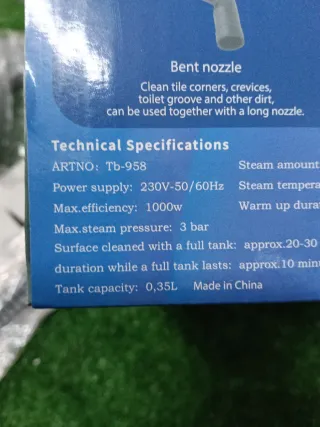 Bent nozzle
Clean tile corners, crevices,
toilet groove and other dirt,
can be used together with a long nozzle.
Technical Specifications
ARTNO: Tb-958 Steam amount
Power supply: 230V-50/60Hz Steam tempera
Max.efficiency: 1000w Warm up dura
Max.steam pressure: 3 bar
Surface cleaned with a full tank: approx.20-30
duration while a full tank lasts: approx.10 minu
Tank capacity: 0,35L Made in China